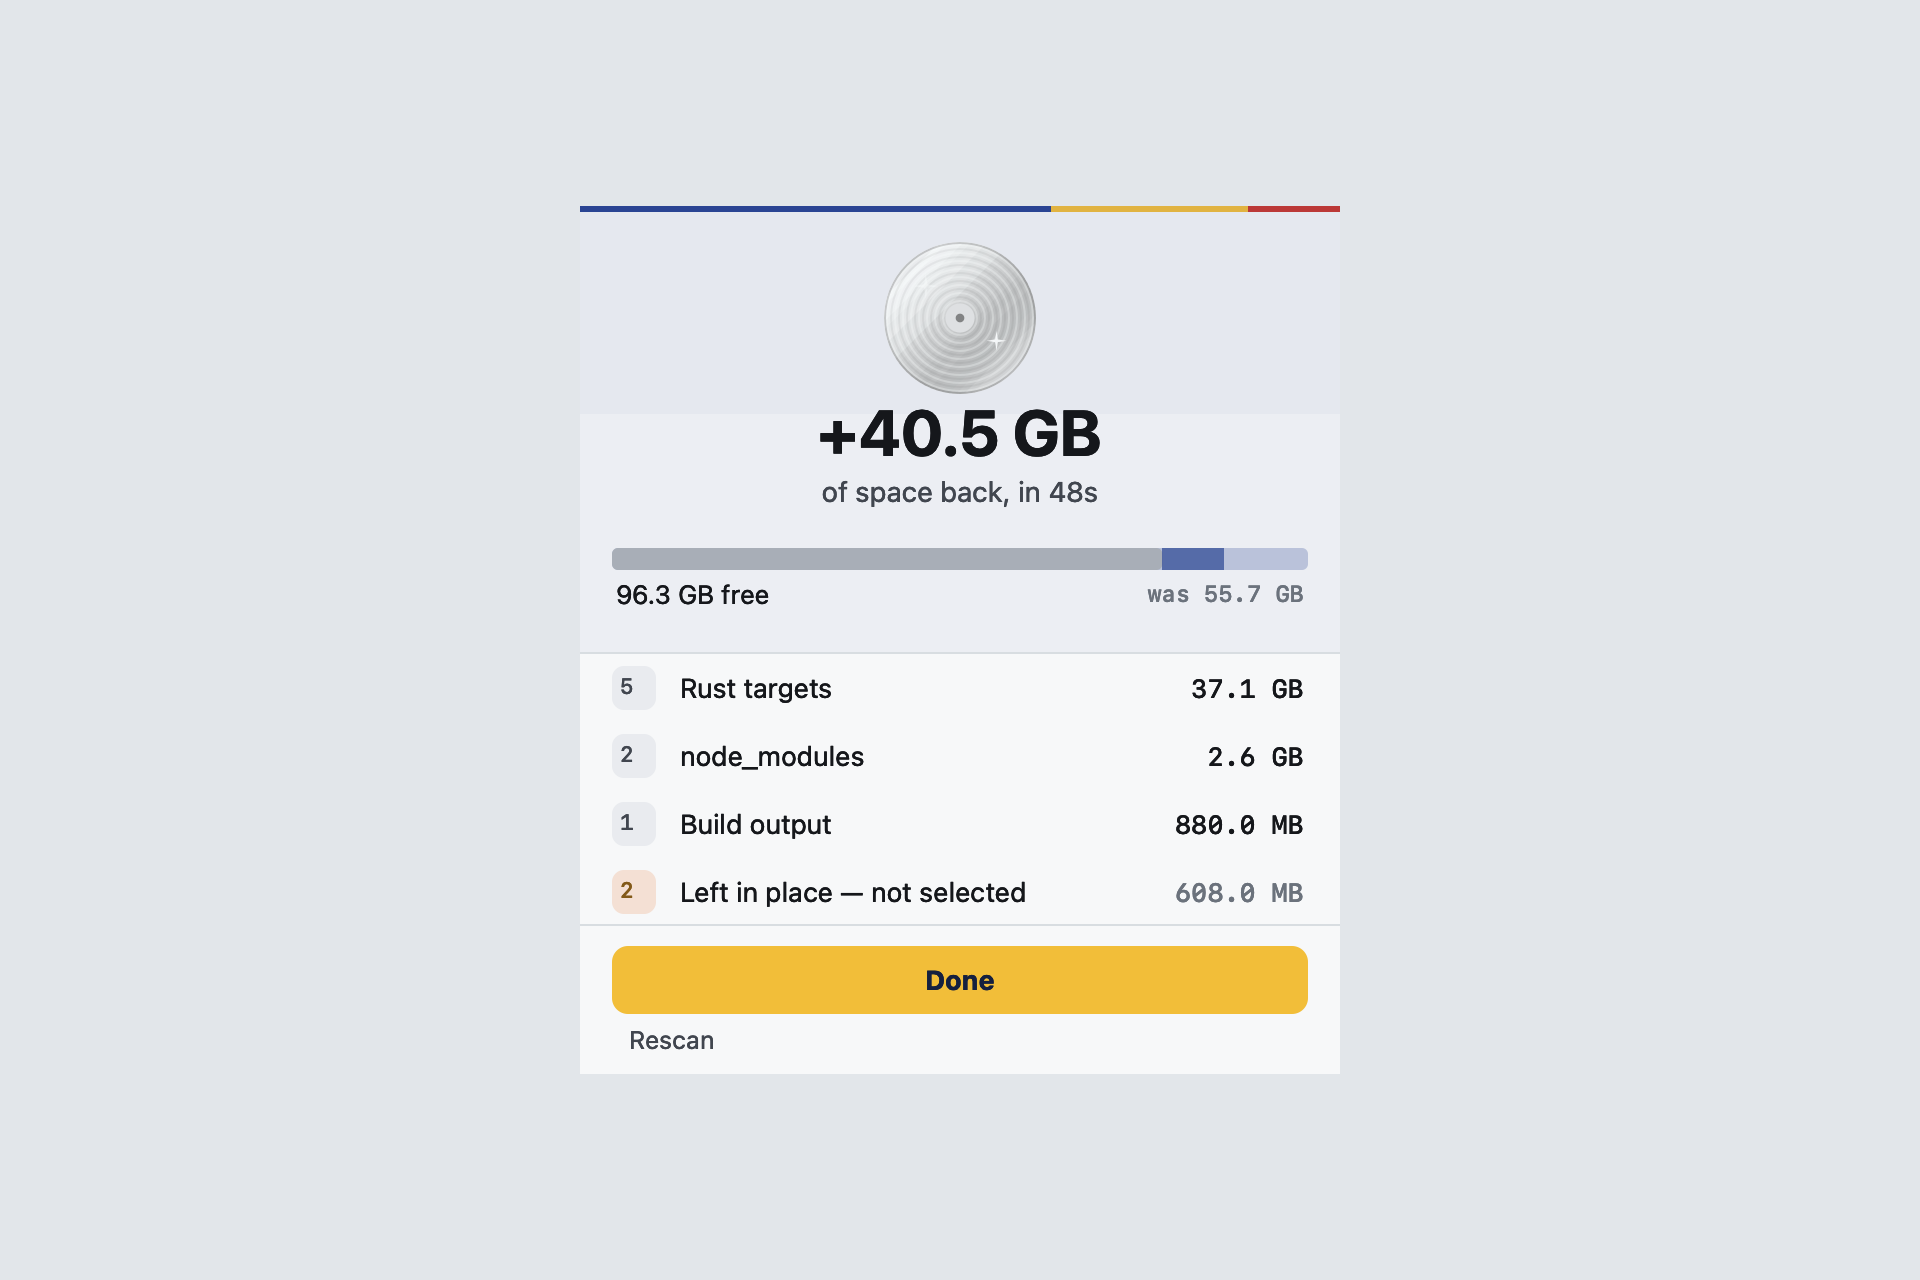 +40.5 GB
of space back, in 48s
96.3 GB free
was 55.7 GB
5 Rust targets 37.1 GB
2 node_modules 2.6 GB
1 Build output 880.0 MB
2 Left in place — not selected 608.0 MB
Done
Rescan